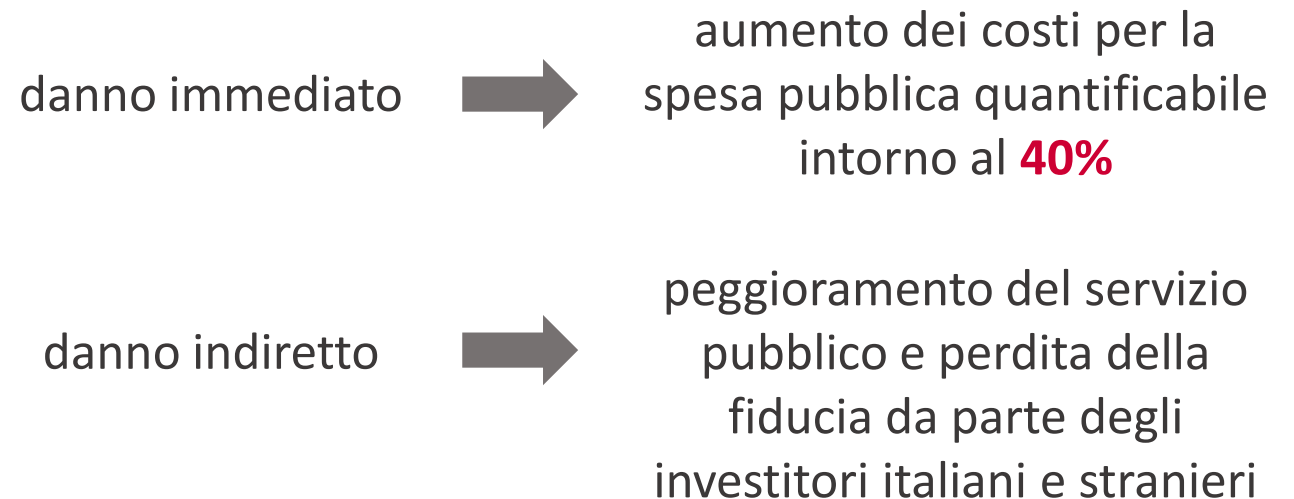 danno immediato
aumento dei costi per la
spesa pubblica quantificabile
intorno al 40%
danno indiretto
peggioramento del servizio
pubblico e perdita della
fiducia da parte degli
investitori italiani e stranieri